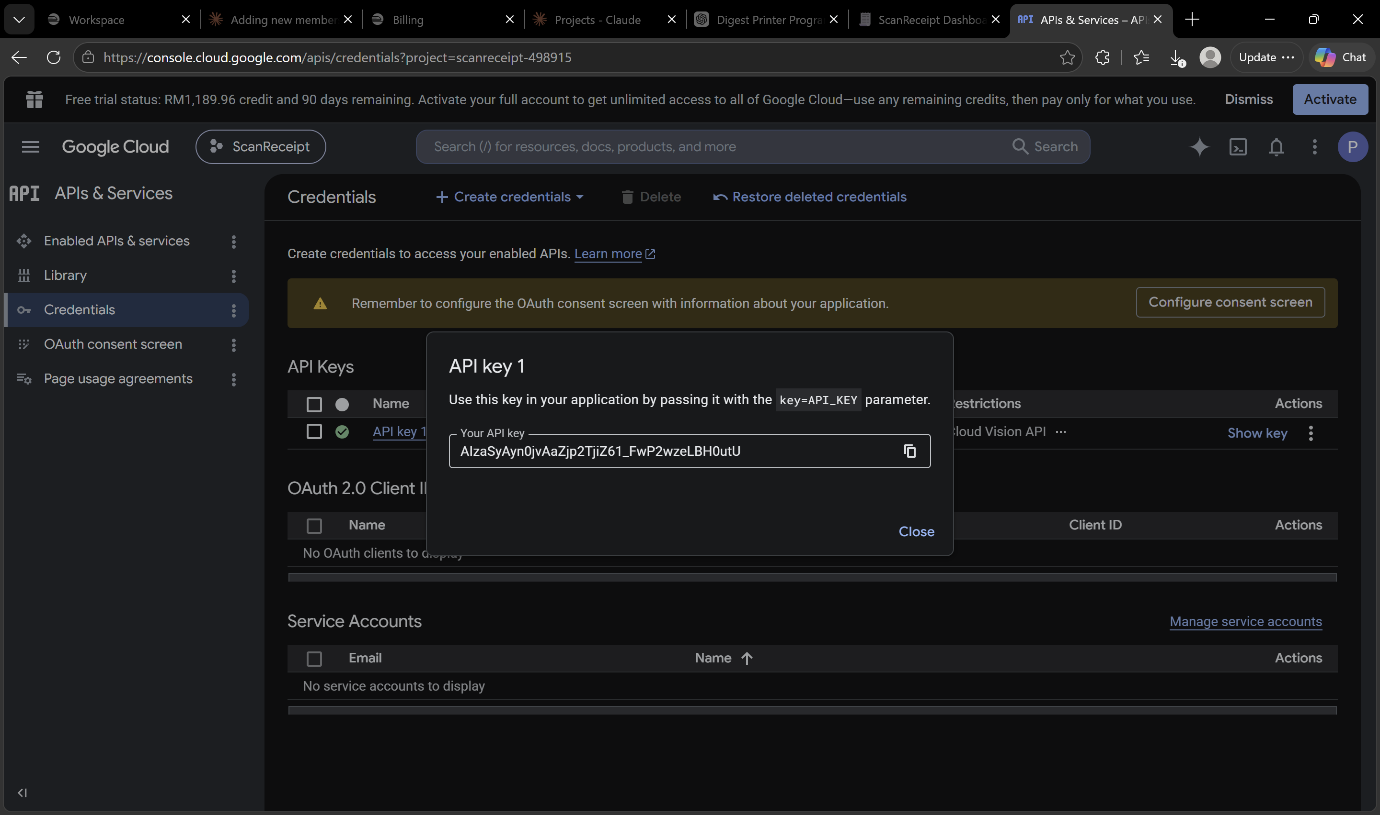 Workspace
Adding new member
Billing
Projects - Claude
Digest Printer Progra
ScanReceipt Dashboa
APIs & Services – API
https://console.cloud.google.com/apis/credentials?project=scanreceipt-498915
Update
Chat
Free trial status: RM1,189.96 credit and 90 days remaining. Activate your full account to get unlimited access to all of Google Cloud—use any remaining credits, then pay only for what you use.
Dismiss
Activate
Google Cloud
ScanReceipt
Search (/) for resources, docs, products, and more
Search
P
API APIs & Services
Enabled APIs & services
Library
Credentials
OAuth consent screen
Page usage agreements
Credentials
+ Create credentials
Delete
Restore deleted credentials
Create credentials to access your enabled APIs. Learn more
Remember to configure the OAuth consent screen with information about your application.
Configure consent screen
API Keys
Name
estrictions
Actions
API key 1
loud Vision API ...
Show key
API key 1
Use this key in your application by passing it with the key=API_KEY parameter.
Your API key
AIzaSyAyn0jvAaZjp2TjiZ61_FwP2wzeLBH0utU
Close
OAuth 2.0 Client I
Name
Client ID
Actions
No OAuth clients to display
Service Accounts
Manage service accounts
Email
Name
Actions
No service accounts to display